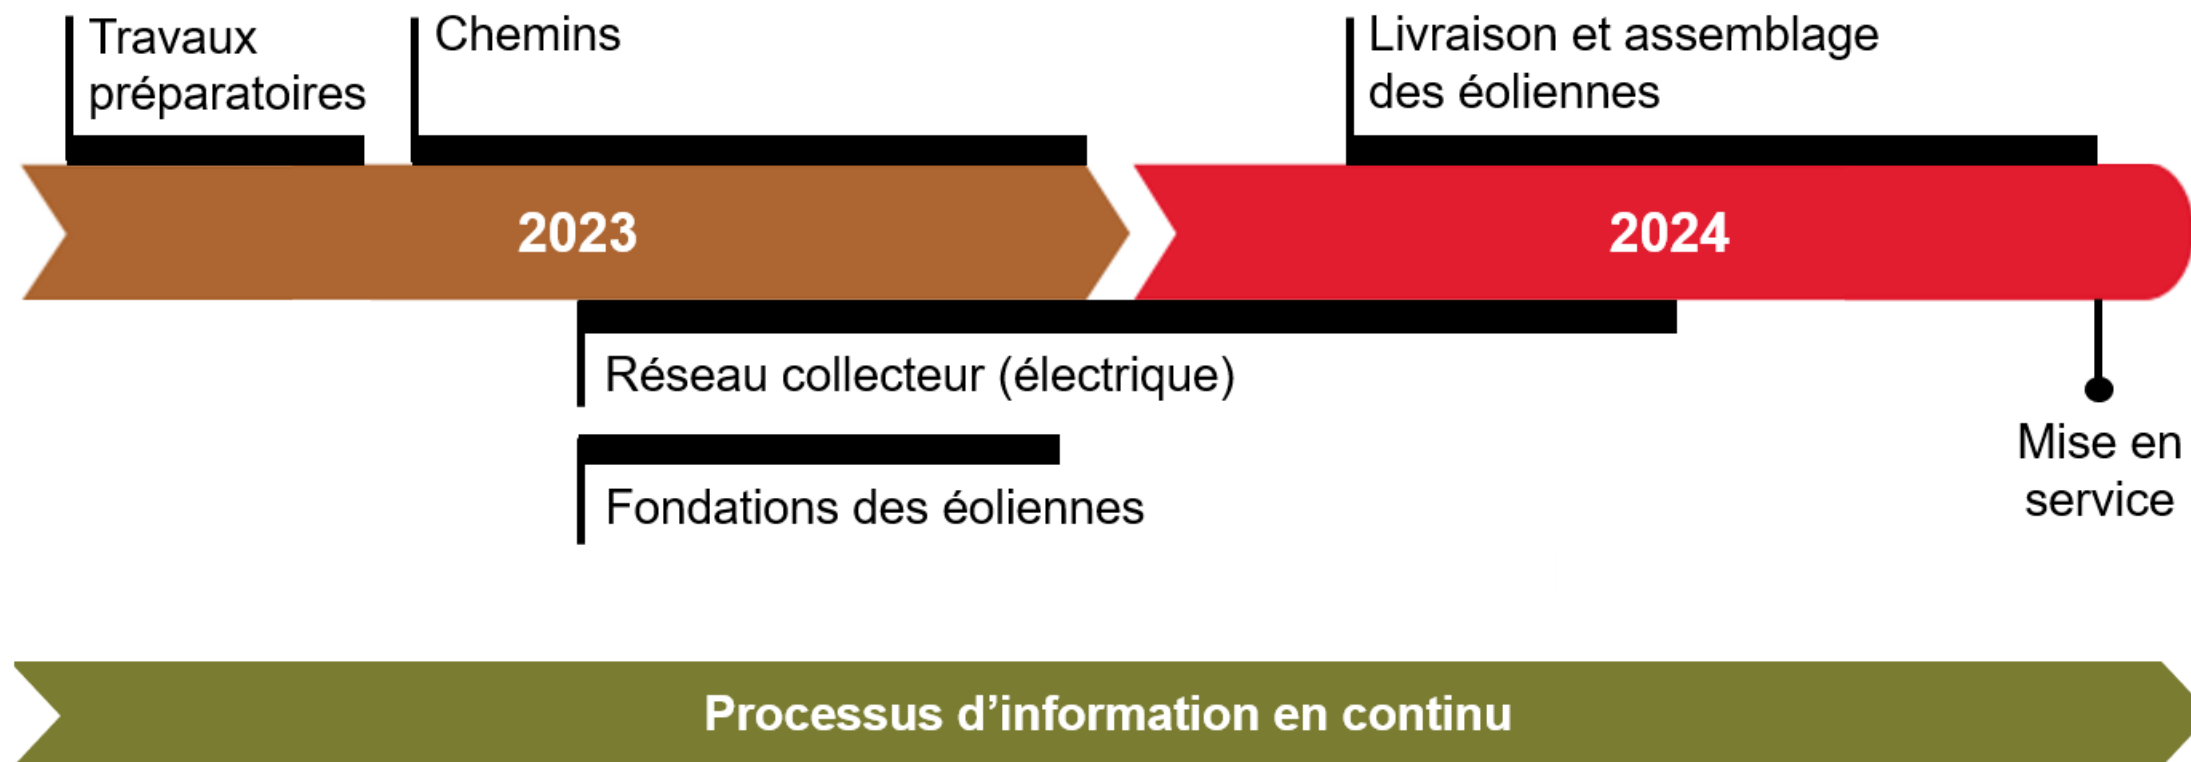 Travaux
préparatoires
Chemins
Livraison et assemblage
des éoliennes
2023
2024
Réseau collecteur (électrique)
Fondations des éoliennes
Mise en
service
Processus d’information en continu